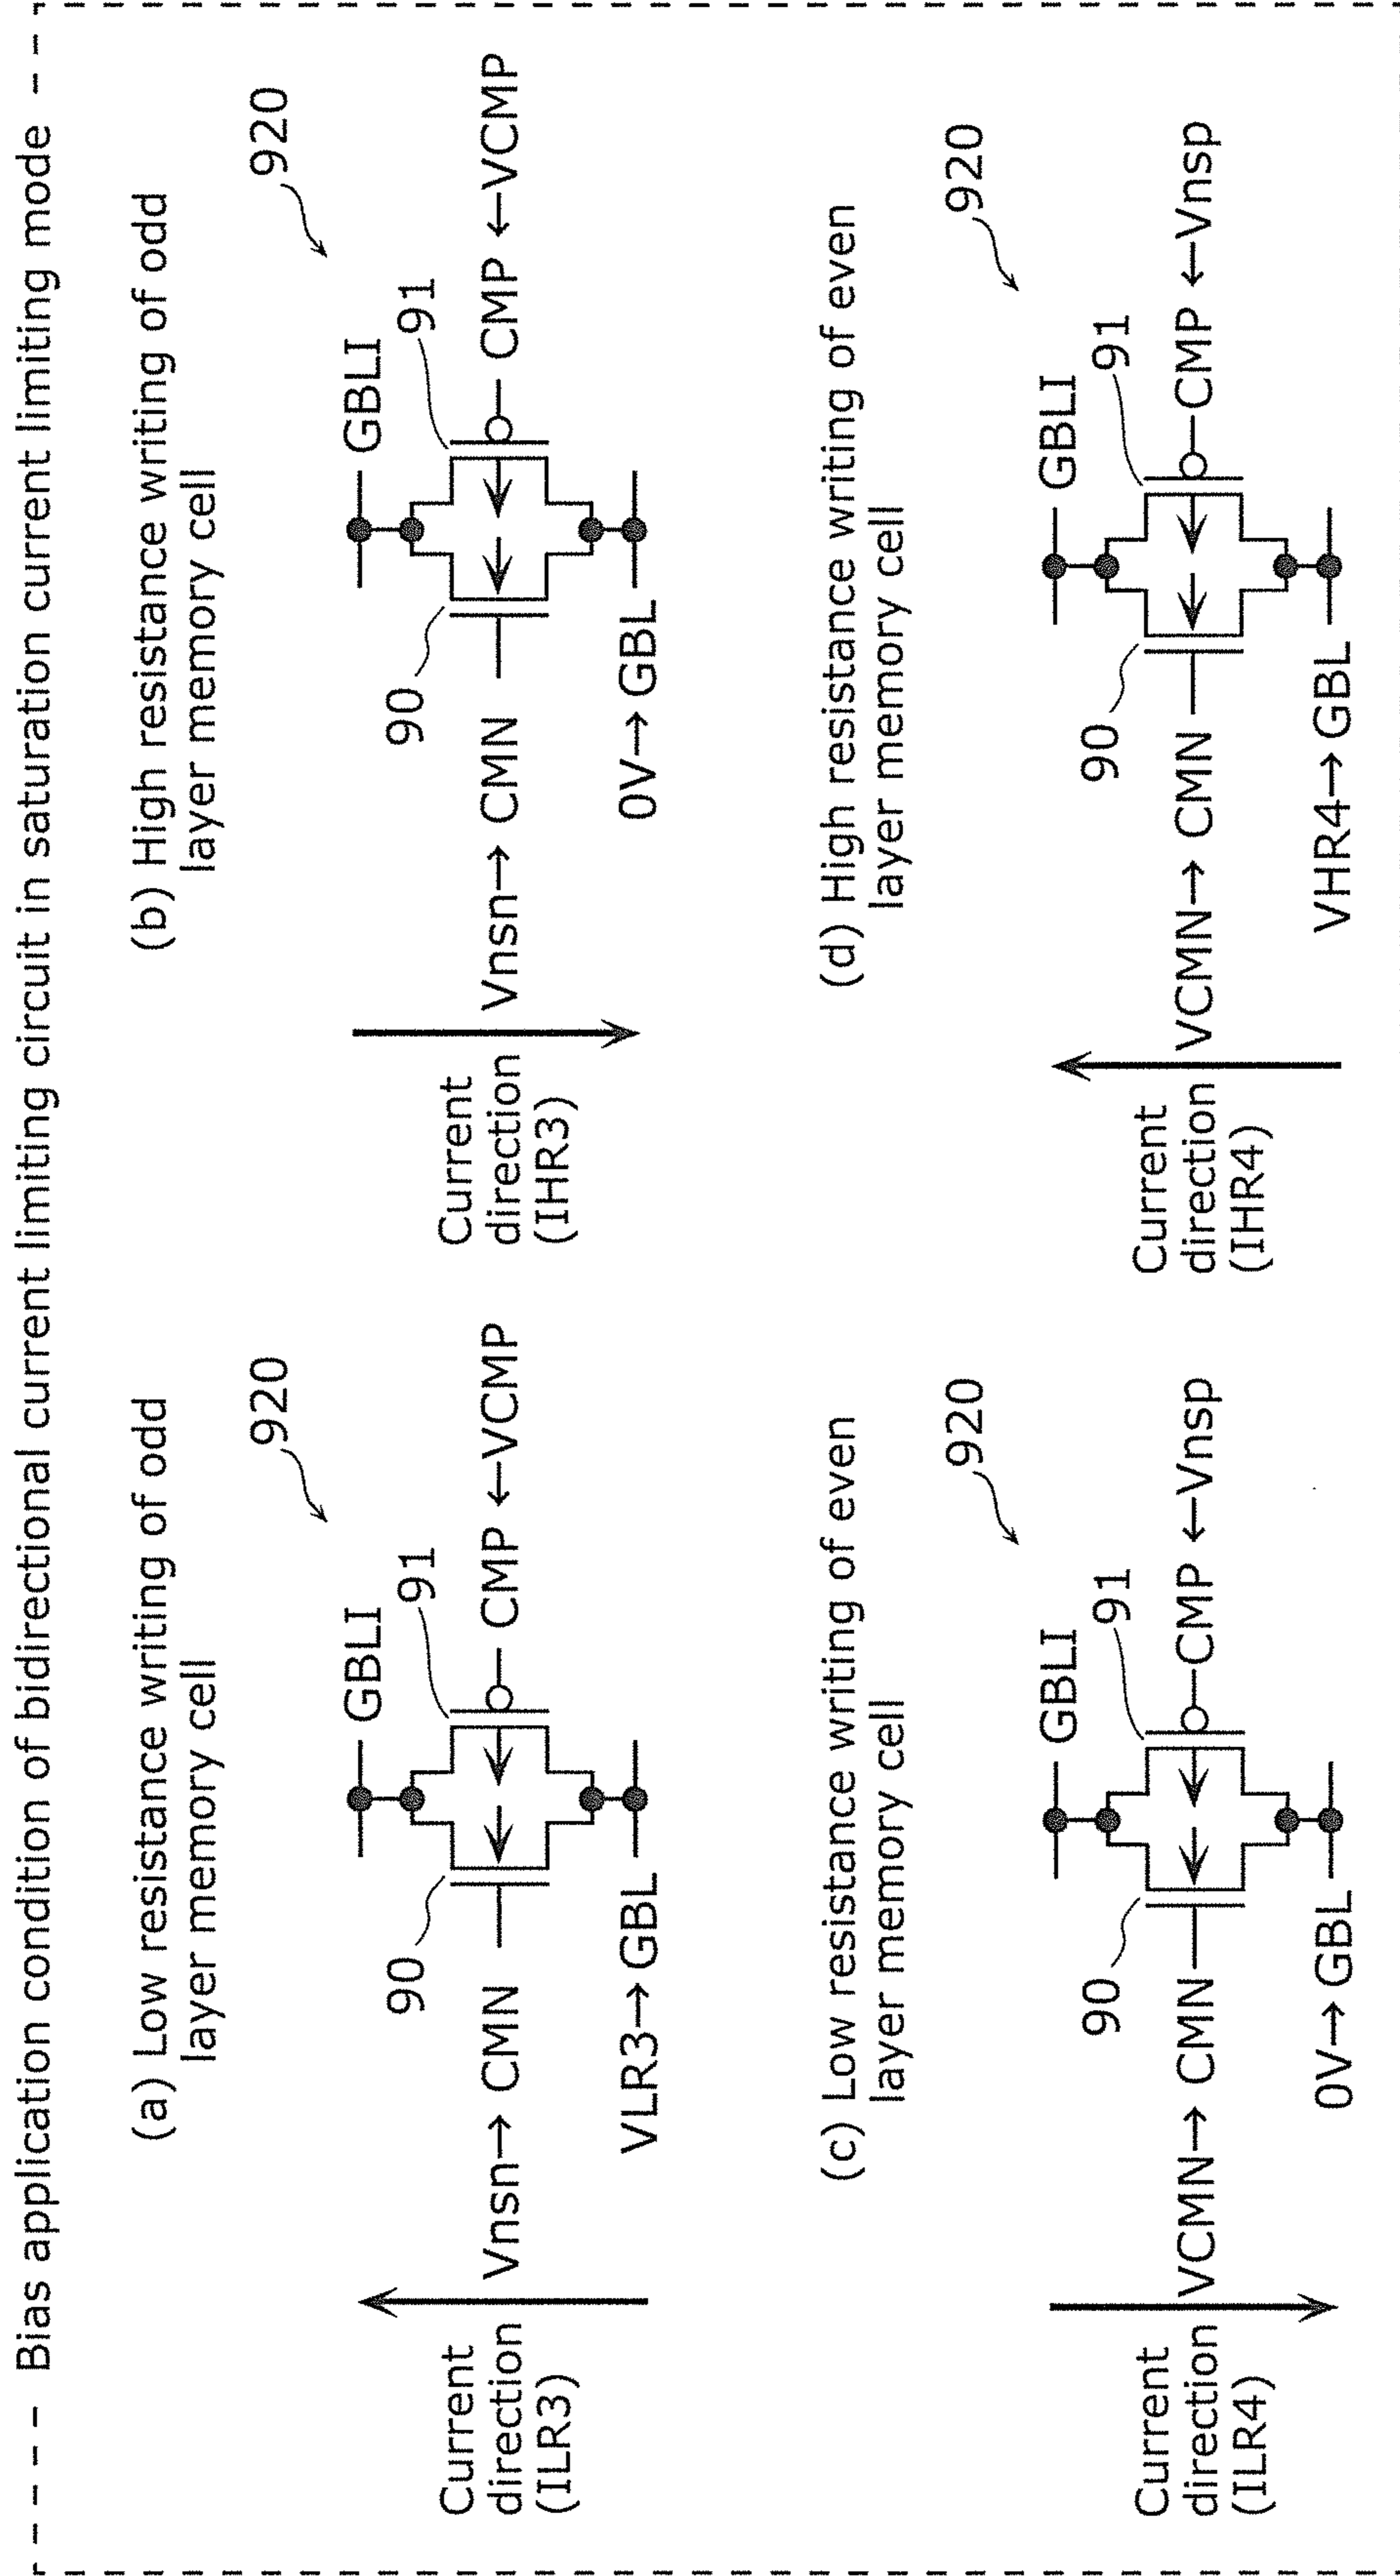 Bias application condition of bidirectional current limiting circuit in saturation current limiting mode
(a) Low resistance writing of odd
layer memory cell
920
GBLI
91
90
Vnsn→ CMN
CMP ←VCMP
VLR3→GBL
Current
direction
(ILR3)
(b) High resistance writing of odd
layer memory cell
920
GBLI
91
90
Vnsn→ CMN
CMP ←VCMP
0V→GBL
Current
direction
(IHR3)
(c) Low resistance writing of even
layer memory cell
920
GBLI
91
90
VCMN→ CMN
CMP ←Vnsp
0V→ GBL
Current
direction
(ILR4)
(d) High resistance writing of even
layer memory cell
920
GBLI
91
90
VCMN→ CMN
CMP ←Vnsp
VHR4→GBL
Current
direction
(IHR4)